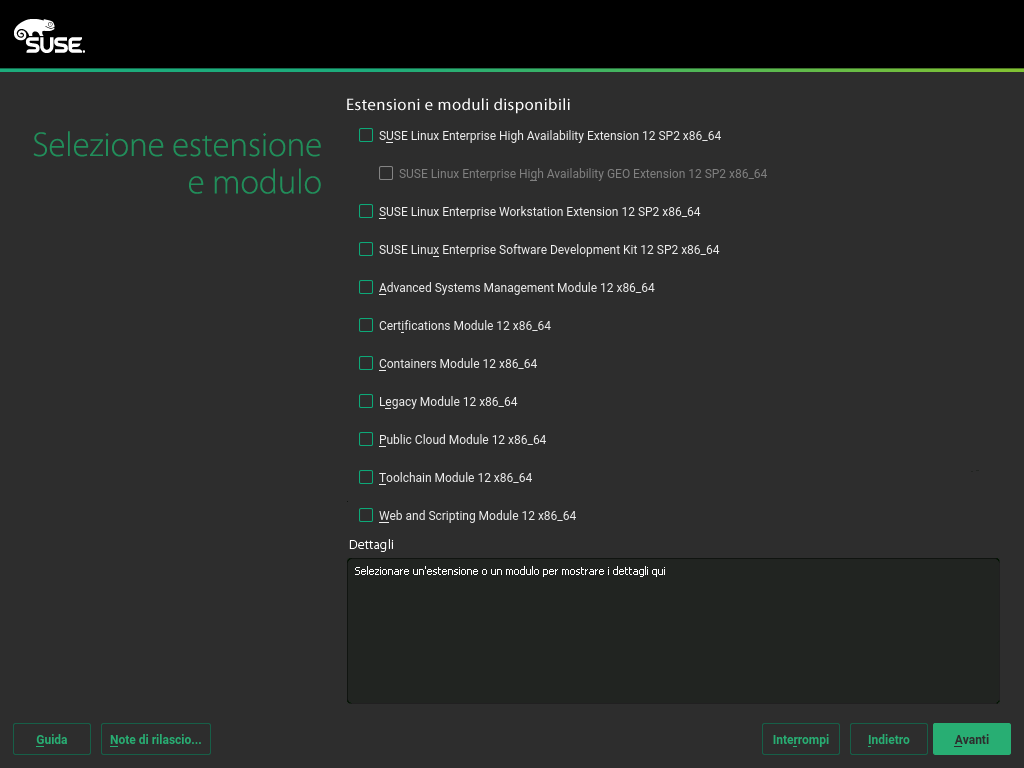 SUSE.
Selezione estensione
e modulo
Estensioni e moduli disponibili
SUSE Linux Enterprise High Availability Extension 12 SP2 x86_64
SUSE Linux Enterprise High Availability GEO Extension 12 SP2 x86_64
SUSE Linux Enterprise Workstation Extension 12 SP2 x86_64
SUSE Linux Enterprise Software Development Kit 12 SP2 x86_64
Advanced Systems Management Module 12 x86_64
Certifications Module 12 x86_64
Containers Module 12 x86_64
Legacy Module 12 x86_64
Public Cloud Module 12 x86_64
Toolchain Module 12 x86_64
Web and Scripting Module 12 x86_64
Dettagli
Selezionare un'estensione o un modulo per mostrare i dettagli qui
Guida Note di rilascio... Interrompi Indietro Avanti